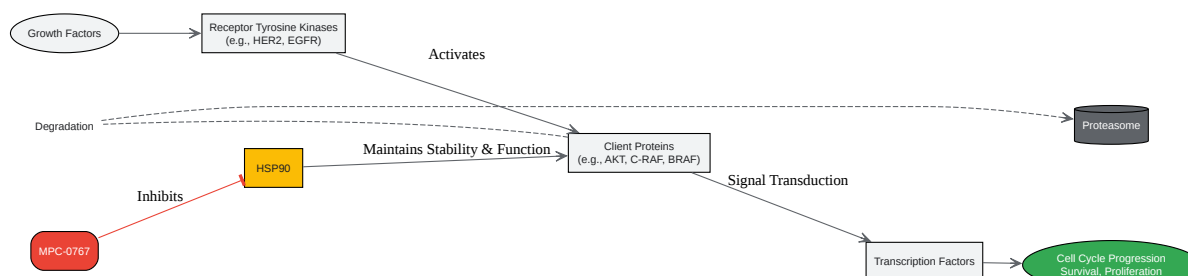 Growth Factors
Receptor Tyrosine Kinases
(e.g., HER2, EGFR)
Activates
Degradation
Proteasome
Client Proteins
(e.g., AKT, C-RAF, BRAF)
Maintains Stability & Function
HSP90
Signal Transduction
Inhibits
MPC-0767
Transcription Factors
Cell Cycle Progression
Survival, Proliferation